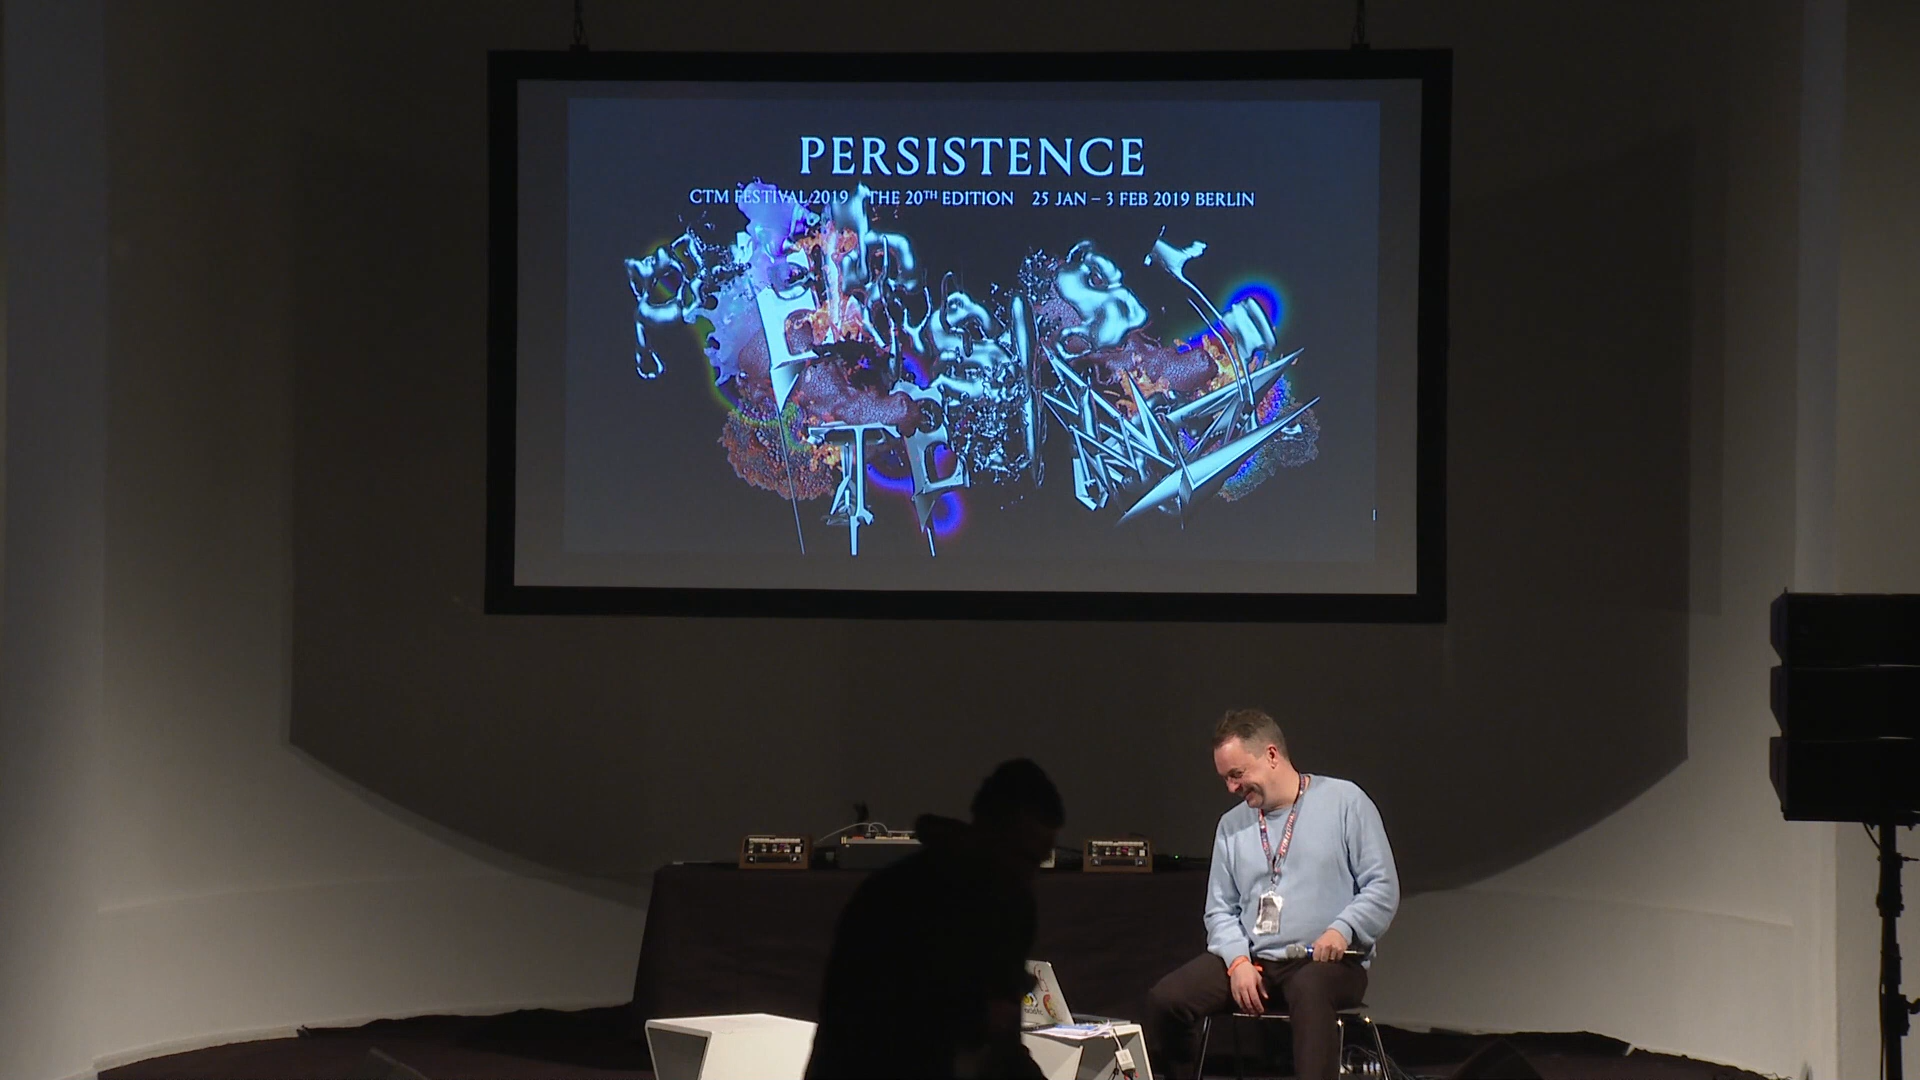 PERSISTENCE
CTM FESTIVAL 2019 THE 20TH EDITION 25 JAN – 3 FEB 2019 BERLIN